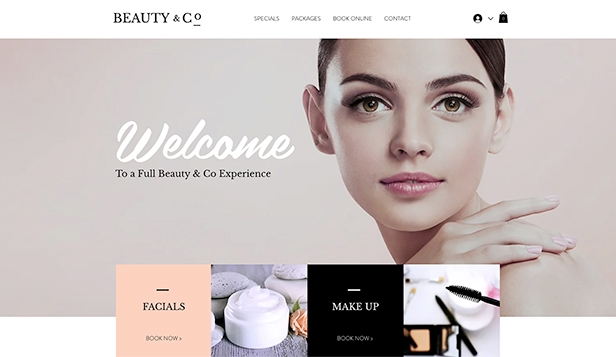 BEAUTY & Co
SPECIALS PACKAGES BOOK ONLINE CONTACT
Welcome
To a Full Beauty & Co Experience
FACIALS
BOOK NOW >
MAKE UP
BOOK NOW >